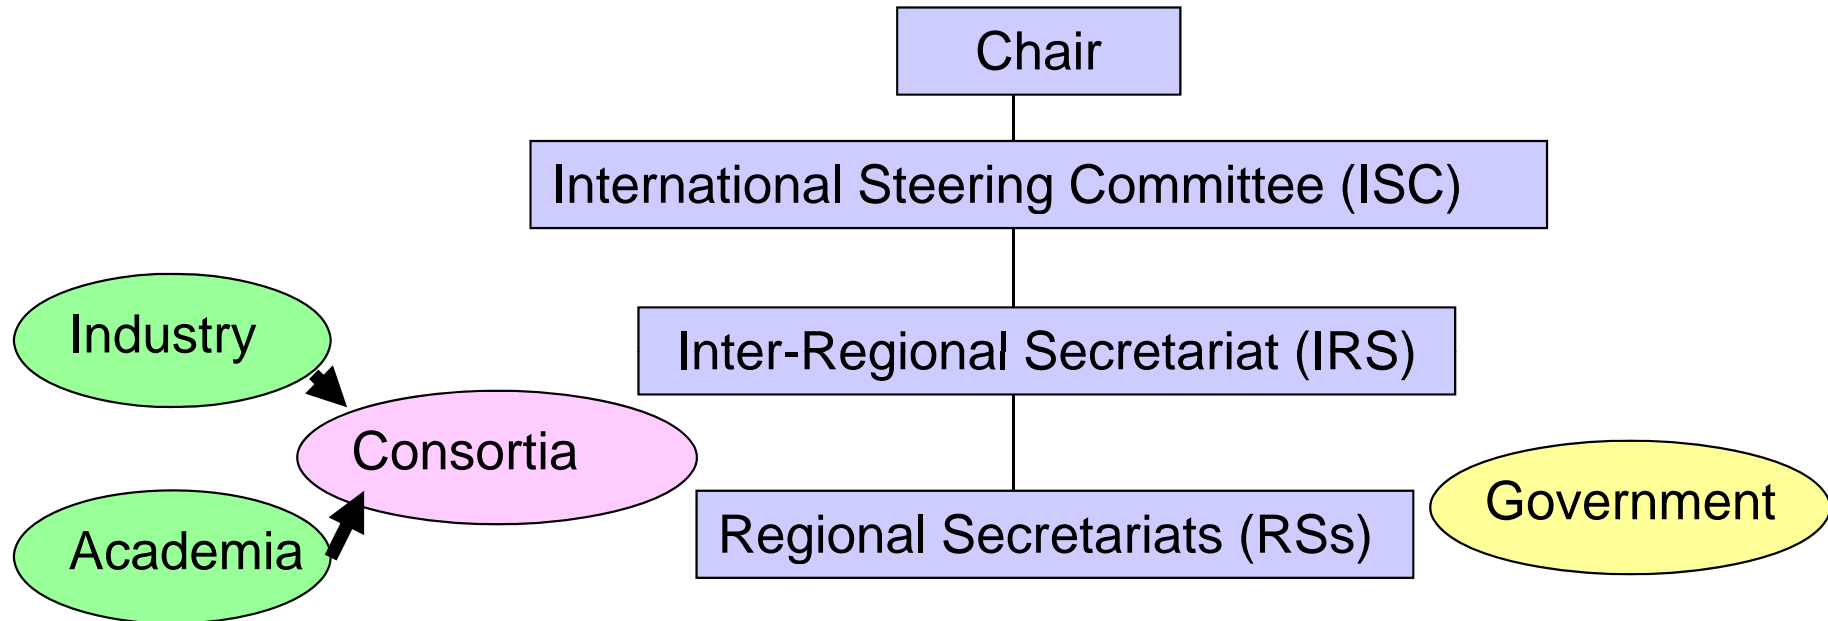 Chair
International Steering Committee (ISC)
Industry
Inter-Regional Secretariat (IRS)
Consortia
Government
Academia
Regional Secretariats (RSs)